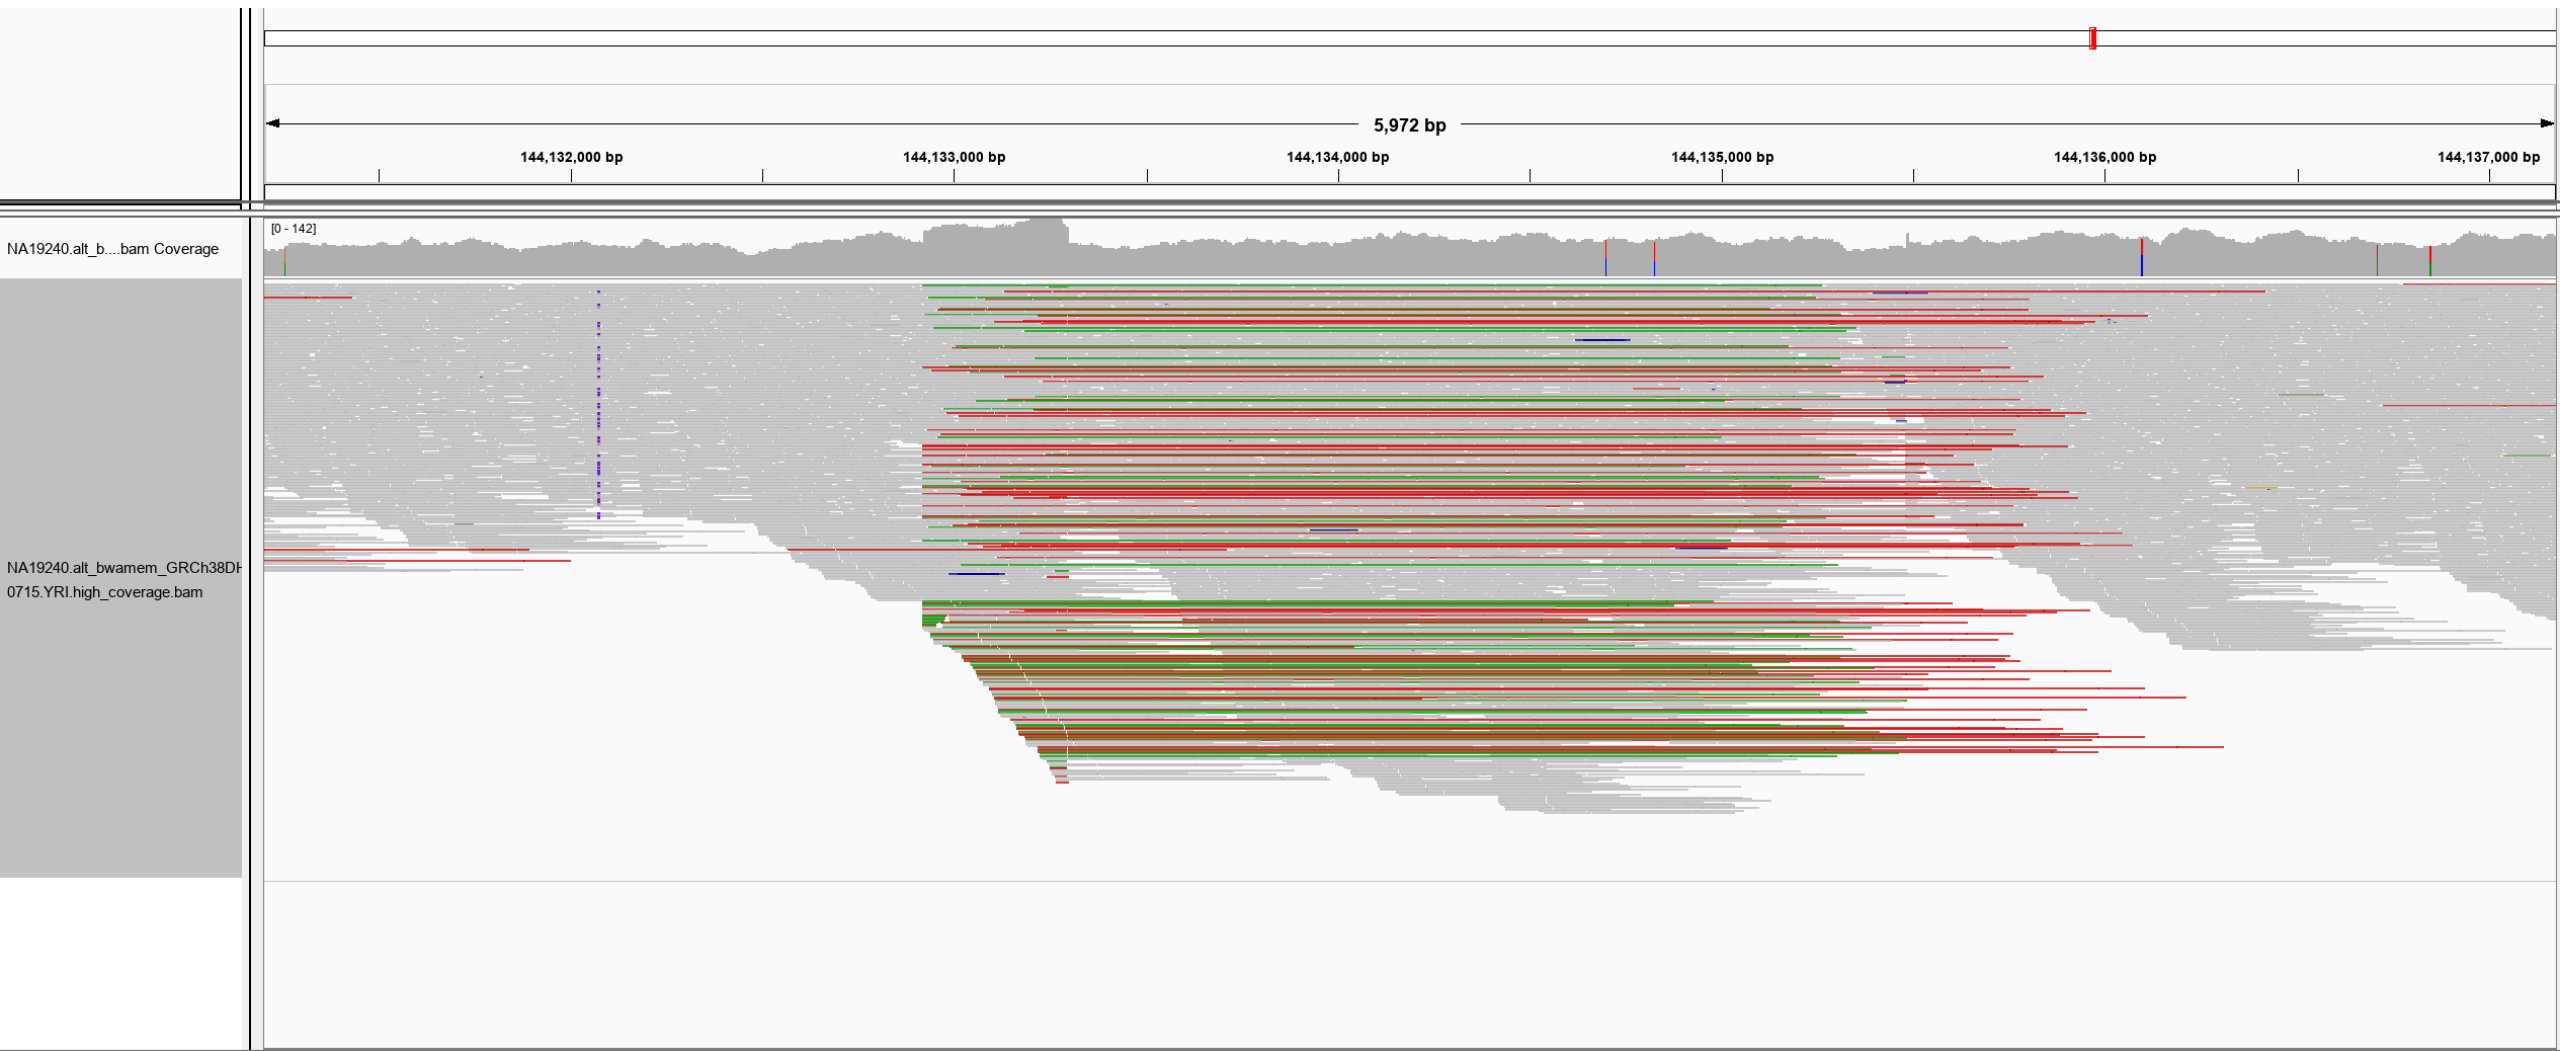 5,972 bp
144,132,000 bp 144,133,000 bp 144,134,000 bp 144,135,000 bp 144,136,000 bp 144,137,000 bp
[0 - 142]
NA19240.alt_b....bam Coverage
NA19240.alt_bwamem_GRCh38DH
0715.YRI.high_coverage.bam